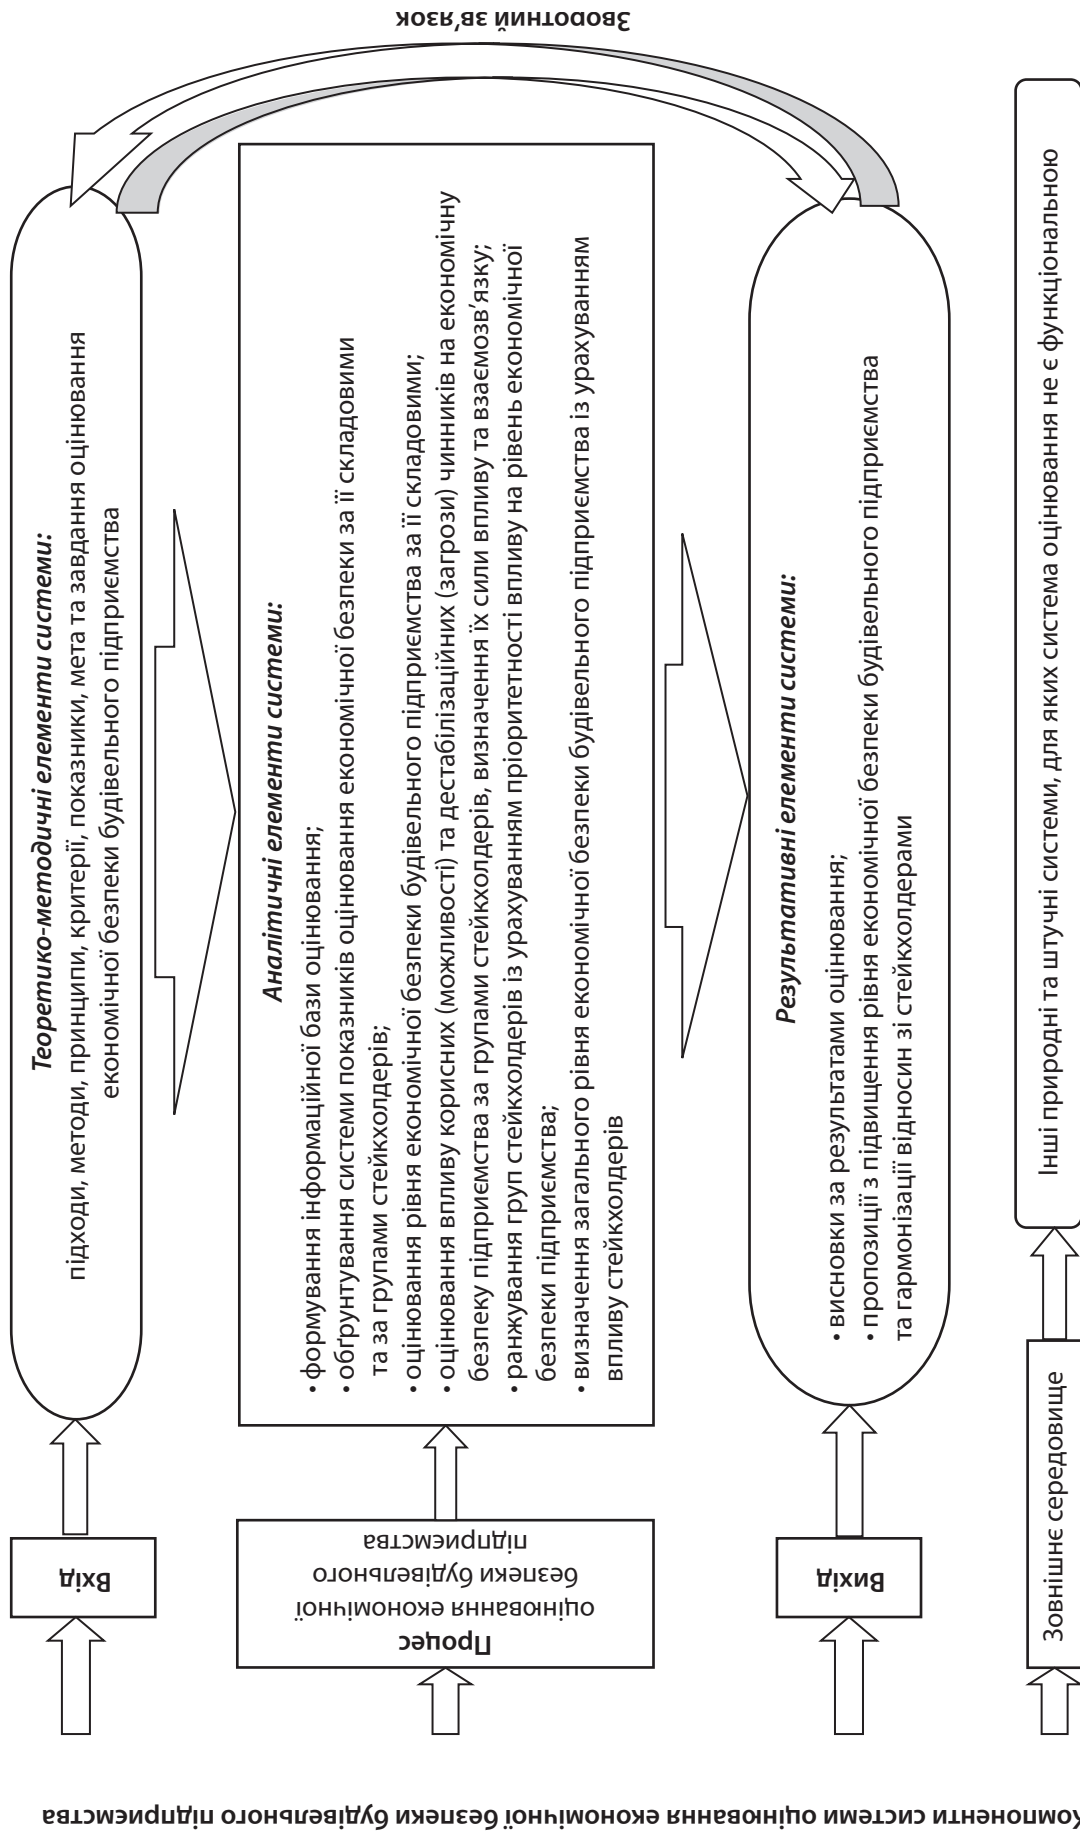 Компоненти системи оцінювання економічної безпеки будівельного підприємства
Вхід
Теоретико-методичні елементи системи:
підходи, методи, принципи, критерії, показники, мета та завдання оцінювання
економічної безпеки будівельного підприємства
Процес
оцінювання економічної
безпеки будівельного
підприємства
Аналітичні елементи системи:
• формування інформаційної бази оцінювання;
• обґрунтування системи показників оцінювання економічної безпеки за її складовими
та за групами стейкхолдерів;
• оцінювання рівня економічної безпеки будівельного підприємства за її складовими;
• оцінювання впливу корисних (можливості) та дестабілізаційних (загрози) чинників на економічну
безпеку підприємства за групами стейкхолдерів, визначення їх сили впливу та взаємозв'язку;
• ранжування груп стейкхолдерів із урахуванням пріоритетності впливу на рівень економічної
безпеки підприємства;
• визначення загального рівня економічної безпеки будівельного підприємства із урахуванням
впливу стейкхолдерів
Вихід
Результативні елементи системи:
• висновки за результатами оцінювання;
• пропозиції з підвищення рівня економічної безпеки будівельного підприємства
та гармонізації відносин зі стейкхолдерами
Зовнішнє середовище
Інші природні та штучні системи, для яких система оцінювання не є функціональною
Зворотний зв'язок